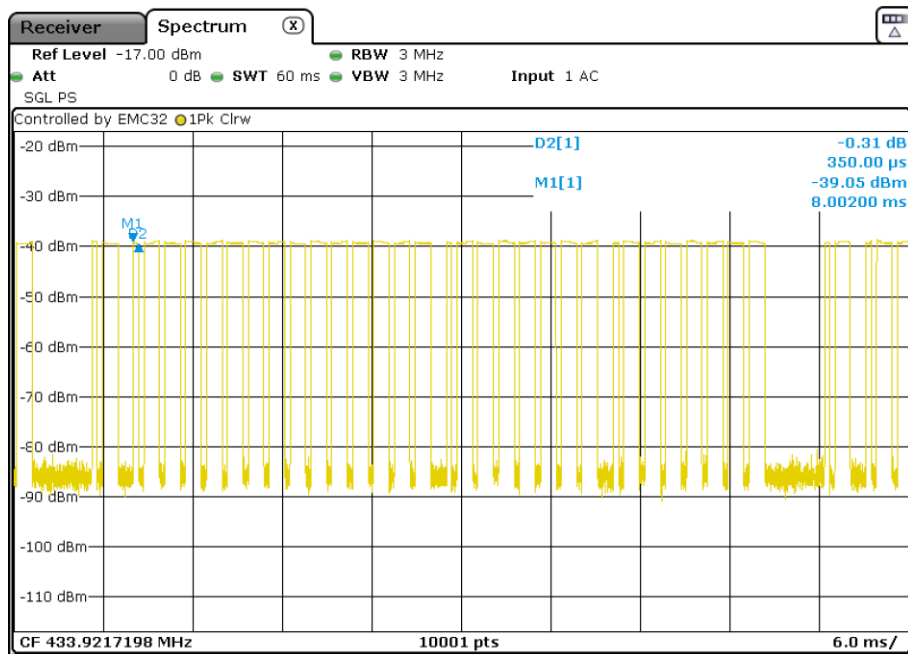 Receiver Spectrum X
Ref Level -17.00 dBm RBW 3 MHz
Att 0 dB SWT 60 ms VBW 3 MHz Input 1 AC
SGL PS
Controlled by EMC32 1Pk Clrw
D2[1] -0.31 dB
350.00 µs
M1[1] -39.05 dBm
8.00200 ms
-20 dBm
-30 dBm
M1
D2
-40 dBm
-50 dBm
-60 dBm
-70 dBm
-80 dBm
-90 dBm
-100 dBm
-110 dBm
CF 433.9217198 MHz 10001 pts 6.0 ms/